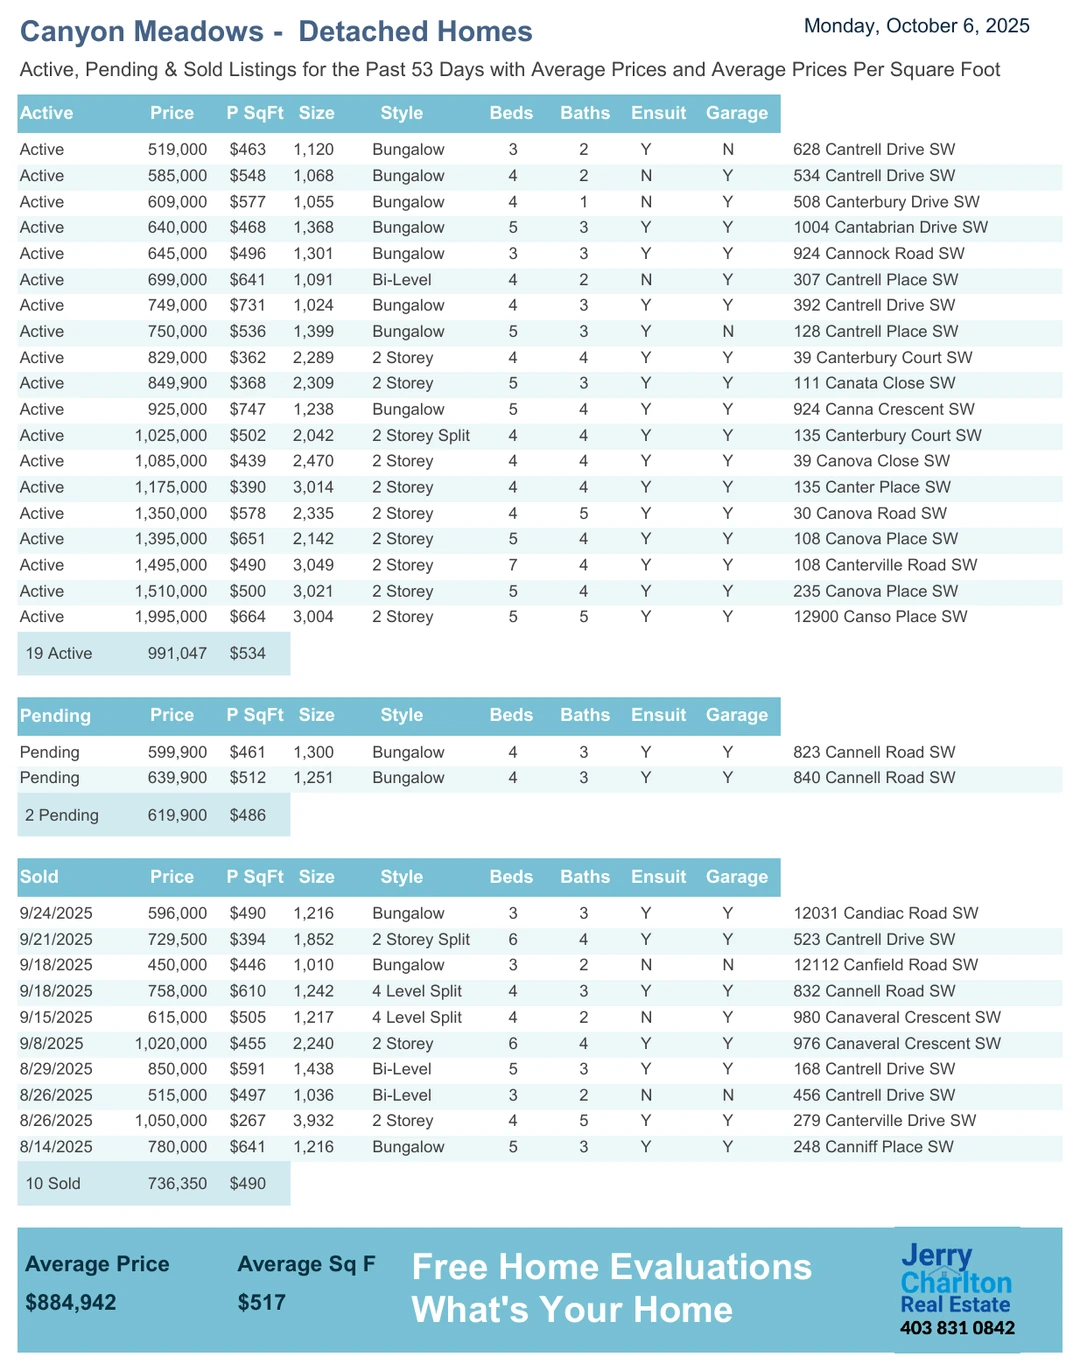 Canyon Meadows -  Detached Homes
Monday, October 6, 2025
Active, Pending & Sold Listings for the Past 53 Days with Average Prices and Average Prices Per Square Foot
Active Price P SqFt Size Style Beds Baths Ensuit Garage
Active 519,000 $463 1,120 Bungalow 3 2 Y N 628 Cantrell Drive SW
Active 585,000 $548 1,068 Bungalow 4 2 N Y 534 Cantrell Drive SW
Active 609,000 $577 1,055 Bungalow 4 1 N Y 508 Canterbury Drive SW
Active 640,000 $468 1,368 Bungalow 5 3 Y Y 1004 Cantabrian Drive SW
Active 645,000 $496 1,301 Bungalow 3 3 Y Y 924 Cannock Road SW
Active 699,000 $641 1,091 Bi-Level 4 2 N Y 307 Cantrell Place SW
Active 749,000 $731 1,024 Bungalow 4 3 Y Y 392 Cantrell Drive SW
Active 750,000 $536 1,399 Bungalow 5 3 Y N 128 Cantrell Place SW
Active 829,000 $362 2,289 2 Storey 4 4 Y Y 39 Canterbury Court SW
Active 849,900 $368 2,309 2 Storey 5 3 Y Y 111 Canata Close SW
Active 925,000 $747 1,238 Bungalow 5 4 Y Y 924 Canna Crescent SW
Active 1,025,000 $502 2,042 2 Storey Split 4 4 Y Y 135 Canterbury Court SW
Active 1,085,000 $439 2,470 2 Storey 4 4 Y Y 39 Canova Close SW
Active 1,175,000 $390 3,014 2 Storey 4 4 Y Y 135 Canter Place SW
Active 1,350,000 $578 2,335 2 Storey 4 5 Y Y 30 Canova Road SW
Active 1,395,000 $651 2,142 2 Storey 5 4 Y Y 108 Canova Place SW
Active 1,495,000 $490 3,049 2 Storey 7 4 Y Y 108 Canterville Road SW
Active 1,510,000 $500 3,021 2 Storey 5 4 Y Y 235 Canova Place SW
Active 1,995,000 $664 3,004 2 Storey 5 5 Y Y 12900 Canso Place SW
19 Active 991,047 $534
Pending Price P SqFt Size Style Beds Baths Ensuit Garage
Pending 599,900 $461 1,300 Bungalow 4 3 Y Y 823 Cannell Road SW
Pending 639,900 $512 1,251 Bungalow 4 3 Y Y 840 Cannell Road SW
2 Pending 619,900 $486
Sold Price P SqFt Size Style Beds Baths Ensuit Garage
9/24/2025 596,000 $490 1,216 Bungalow 3 3 Y Y 12031 Candiac Road SW
9/21/2025 729,500 $394 1,852 2 Storey Split 6 4 Y Y 523 Cantrell Drive SW
9/18/2025 450,000 $446 1,010 Bungalow 3 2 N N 12112 Canfield Road SW
9/18/2025 758,000 $610 1,242 4 Level Split 4 3 Y Y 832 Cannell Road SW
9/15/2025 615,000 $505 1,217 4 Level Split 4 2 N Y 980 Canaveral Crescent SW
9/8/2025 1,020,000 $455 2,240 2 Storey 6 4 Y Y 976 Canaveral Crescent SW
8/29/2025 850,000 $591 1,438 Bi-Level 5 3 Y Y 168 Cantrell Drive SW
8/26/2025 515,000 $497 1,036 Bi-Level 3 2 N N 456 Cantrell Drive SW
8/26/2025 1,050,000 $267 3,932 2 Storey 4 5 Y Y 279 Canterville Drive SW
8/14/2025 780,000 $641 1,216 Bungalow 5 3 Y Y 248 Canniff Place SW
10 Sold 736,350 $490
Average Price Average Sq F
$884,942 $517
Free Home Evaluations
What's Your Home
Jerry
Charlton
Real Estate
403 831 0842